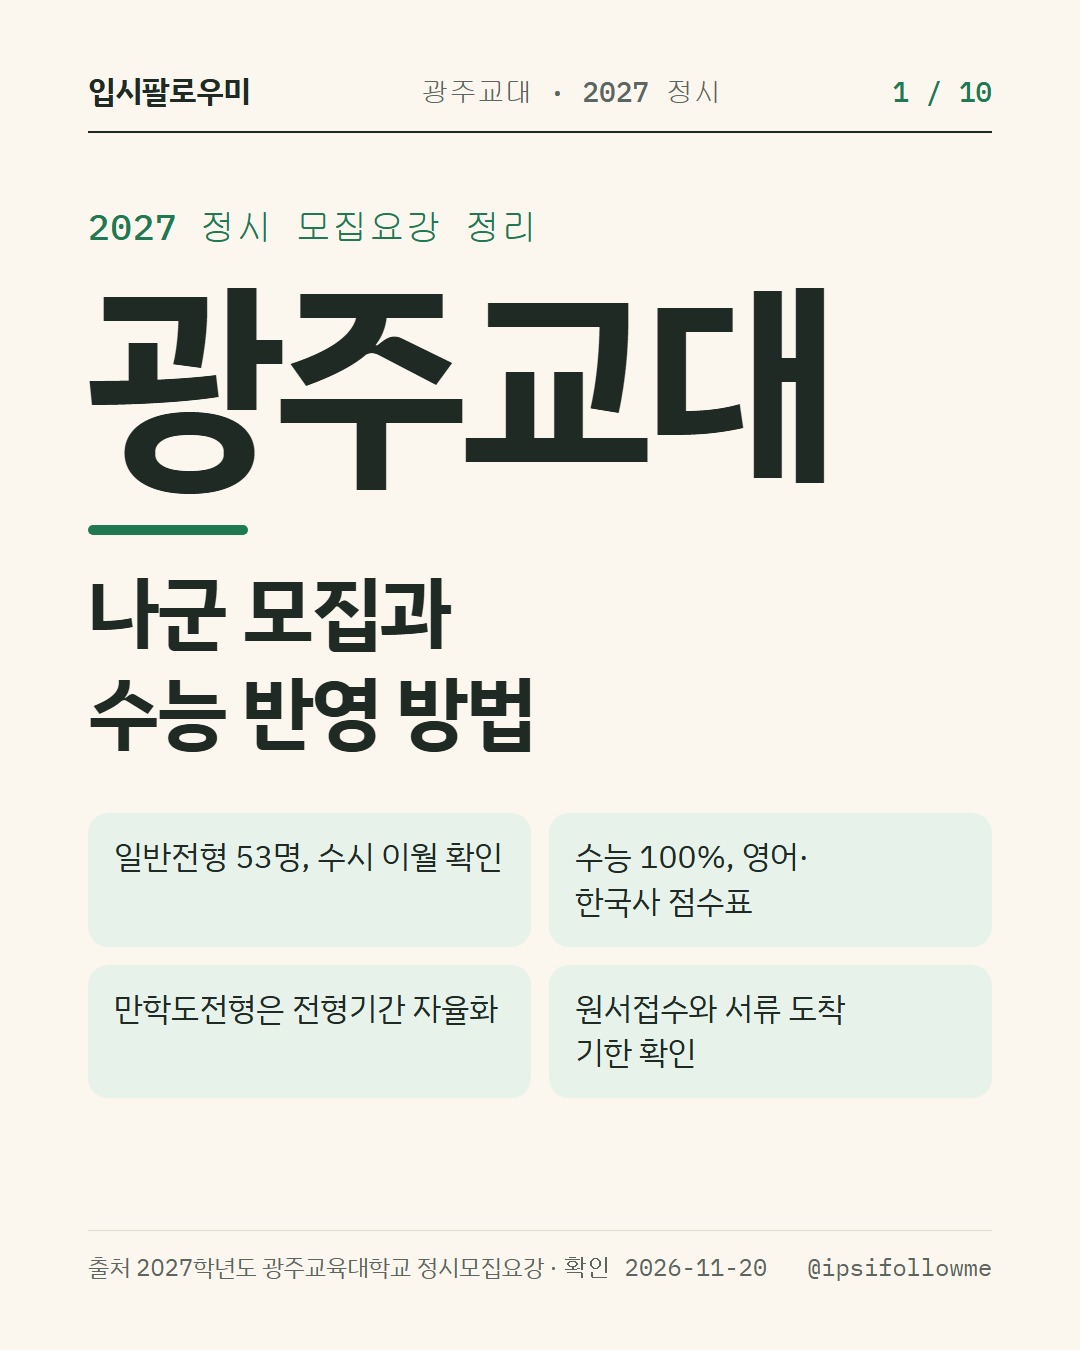 입시팔로우미
광주교대 · 2027 정시
1 / 10
2027 정시 모집요강 정리
광주교대
나군 모집과
수능 반영 방법
일반전형 53명, 수시 이월 확인
수능 100%, 영어·
한국사 점수표
만학도전형은 전형기간 자율화
원서접수와 서류 도착
기한 확인
출처 2027학년도 광주교육대학교 정시모집요강 · 확인 2026-11-20
@ipsifollowme